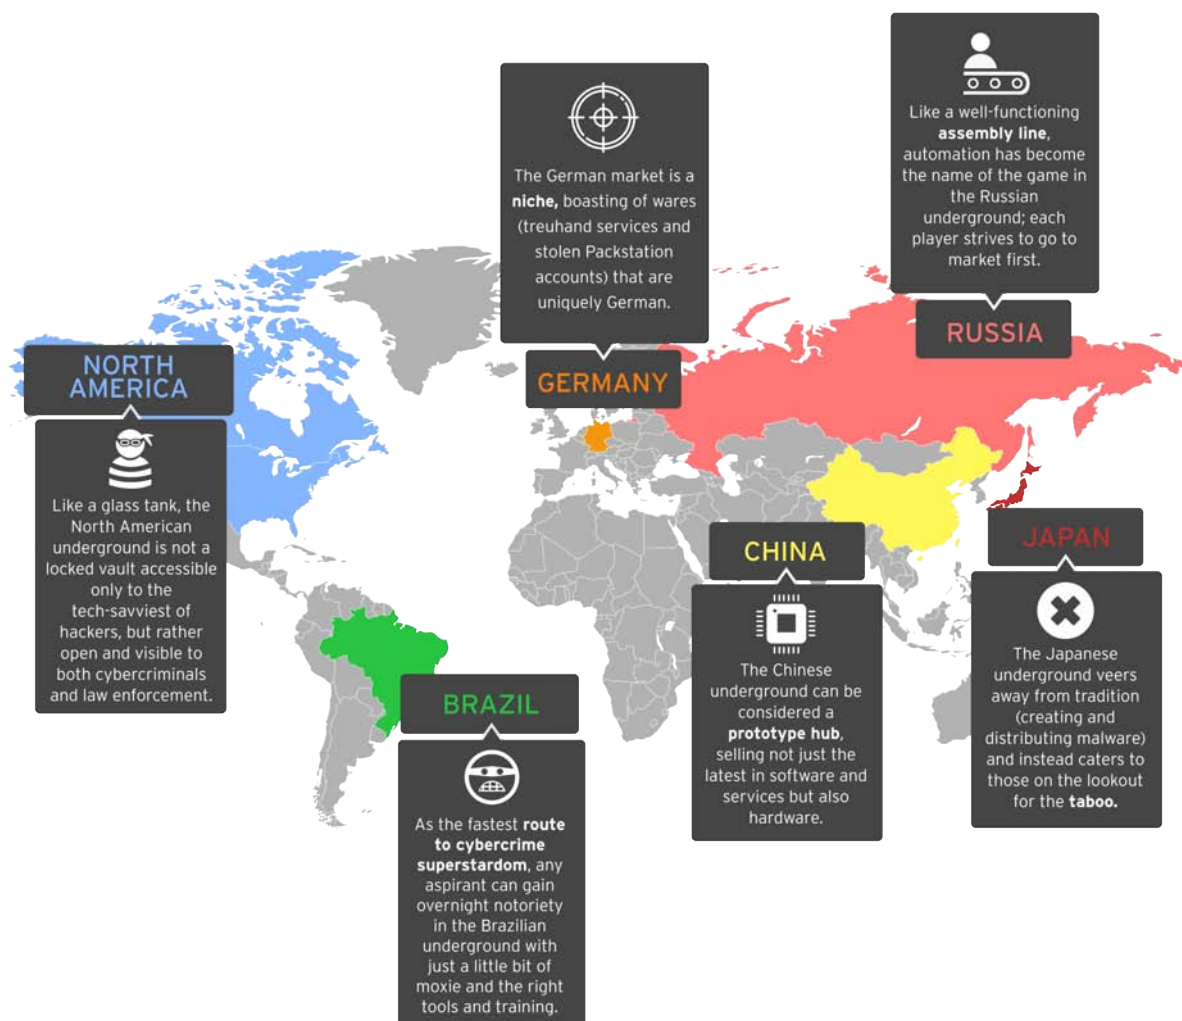 Like a well-functioning
assembly line,
automation has become
the name of the game in
the Russian
underground; each
player strives to go to
market first.
RUSSIA
The German market is a
niche, boasting of wares
(treuhand services and
stolen Packstation
accounts) that are
uniquely German.
GERMANY
NORTH
AMERICA
Like a glass tank, the
North American
underground is not a
locked vault accessible
only to the
tech-savviest of
hackers, but rather
open and visible to
both cybercriminals
and law enforcement.
CHINA
The Chinese
underground can be
considered a
prototype hub,
selling not just the
latest in software and
services but also
hardware.
JAPAN
The Japanese
underground veers
away from tradition
(creating and
distributing malware)
and instead caters to
those on the lookout
for the taboo.
BRAZIL
As the fastest route
to cybercrime
superstardom, any
aspirant can gain
overnight notoriety
in the Brazilian
underground with
just a little bit of
moxie and the right
tools and training.